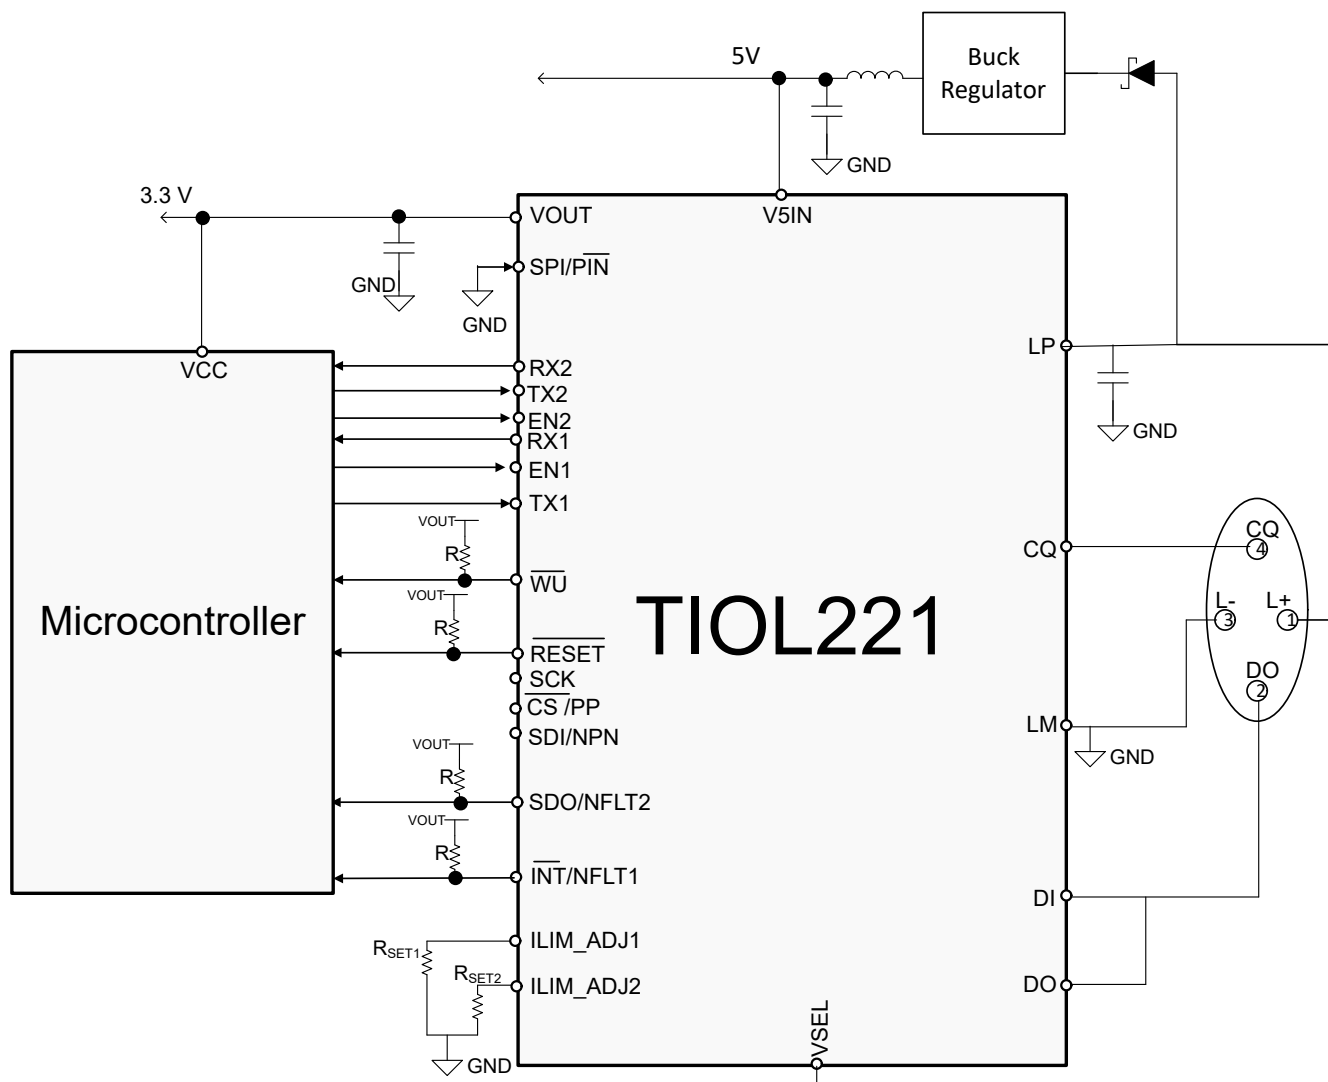 5V
Buck
Regulator
GND
3.3 V
VOUT
V5IN
SPI/PIN
GND
GND
LP
VCC
RX2
TX2
EN2
RX1
EN1
TX1
GND
VOUT
R
WU
CQ
CQ
4
VOUT
R
RESET
Microcontroller
TIOL221
L-
L+
3
1
SCK
CS /PP
SDI/NPN
DO
2
LM
GND
VOUT
R
SDO/NFLT2
VOUT
R
INT/NFLT1
DI
RSET1
ILIM_ADJ1
RSET2
ILIM_ADJ2
DO
VSEL
GND